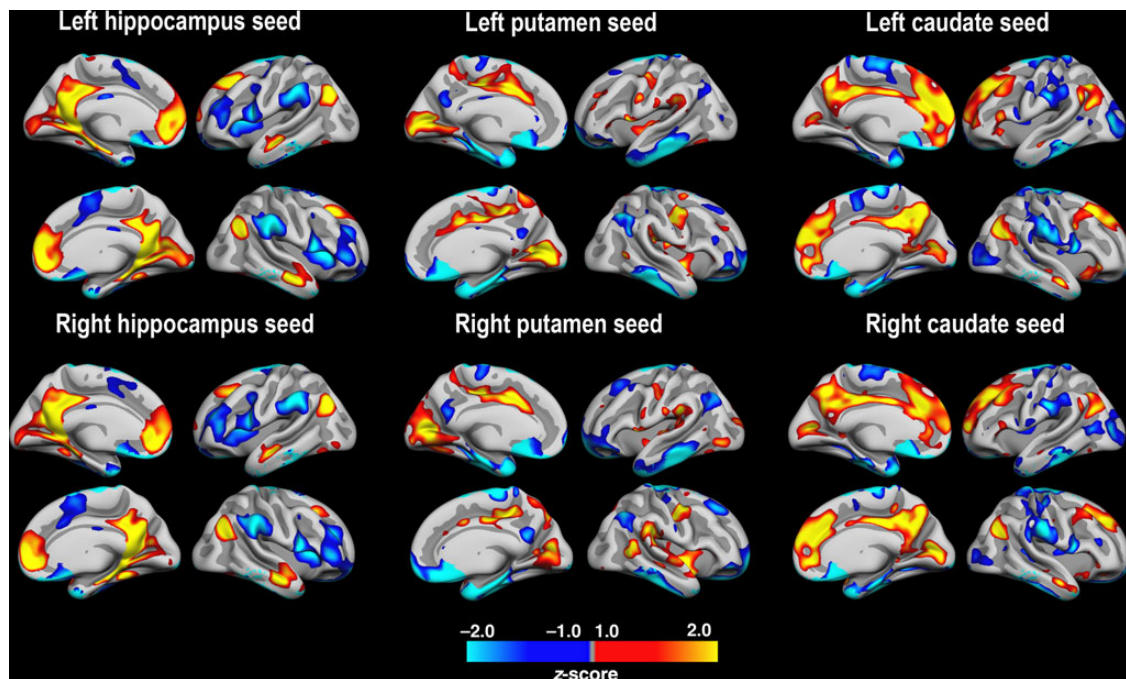 Left hippocampus seed
Left putamen seed
Left caudate seed
Right hippocampus seed
Right putamen seed
Right caudate seed
–2.0 –1.0 1.0 2.0
z-score